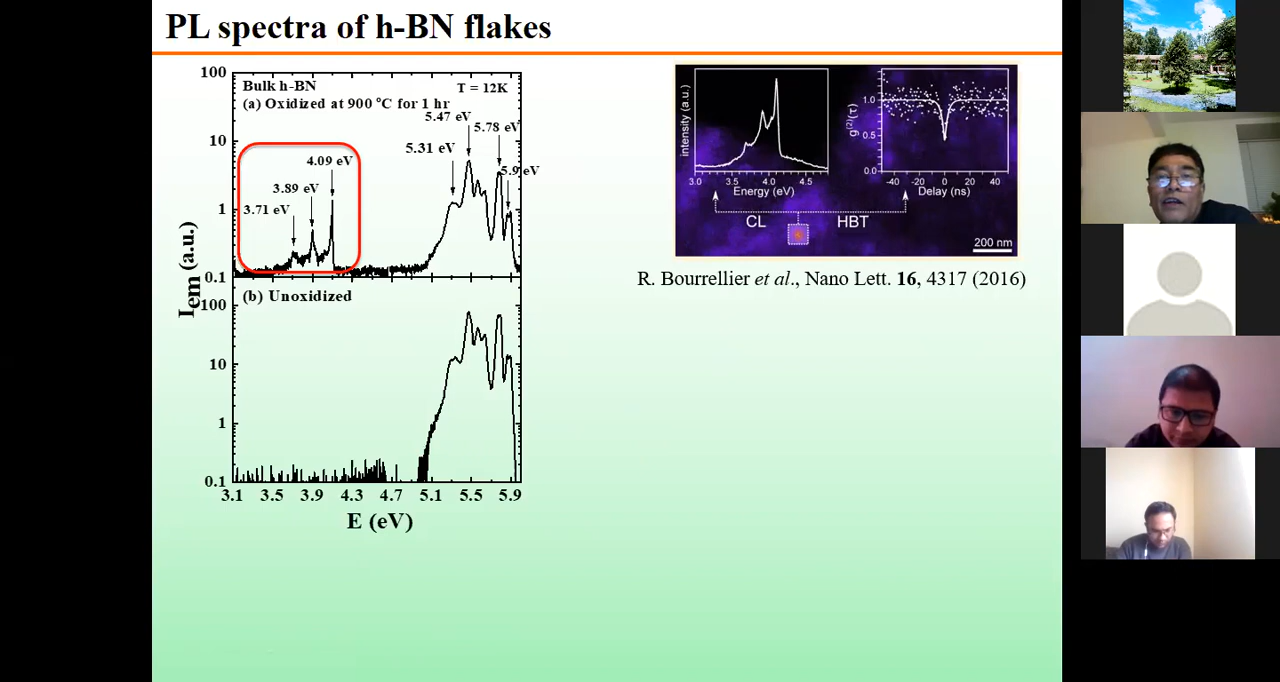 PL spectra of h-BN flakes
100
Bulk h-BN
T = 12K
(a) Oxidized at 900 °C for 1 hr
5.47 eV
5.78 eV
10
5.31 eV
4.09 eV
5.9 eV
3.89 eV
3.71 eV
1
0.1
Iem (a.u.)
(b) Unoxidized
100
10
1
0.1
3.1 3.5 3.9 4.3 4.7 5.1 5.5 5.9
E (eV)
intensity (a.u.)
3.0 3.5 4.0 4.5
Energy (eV)
g(2)(τ)
1.0
0.5
0.0
-40 -20 0 20 40
Delay (ns)
CL
HBT
200 nm
R. Bourrellier et al., Nano Lett. 16, 4317 (2016)